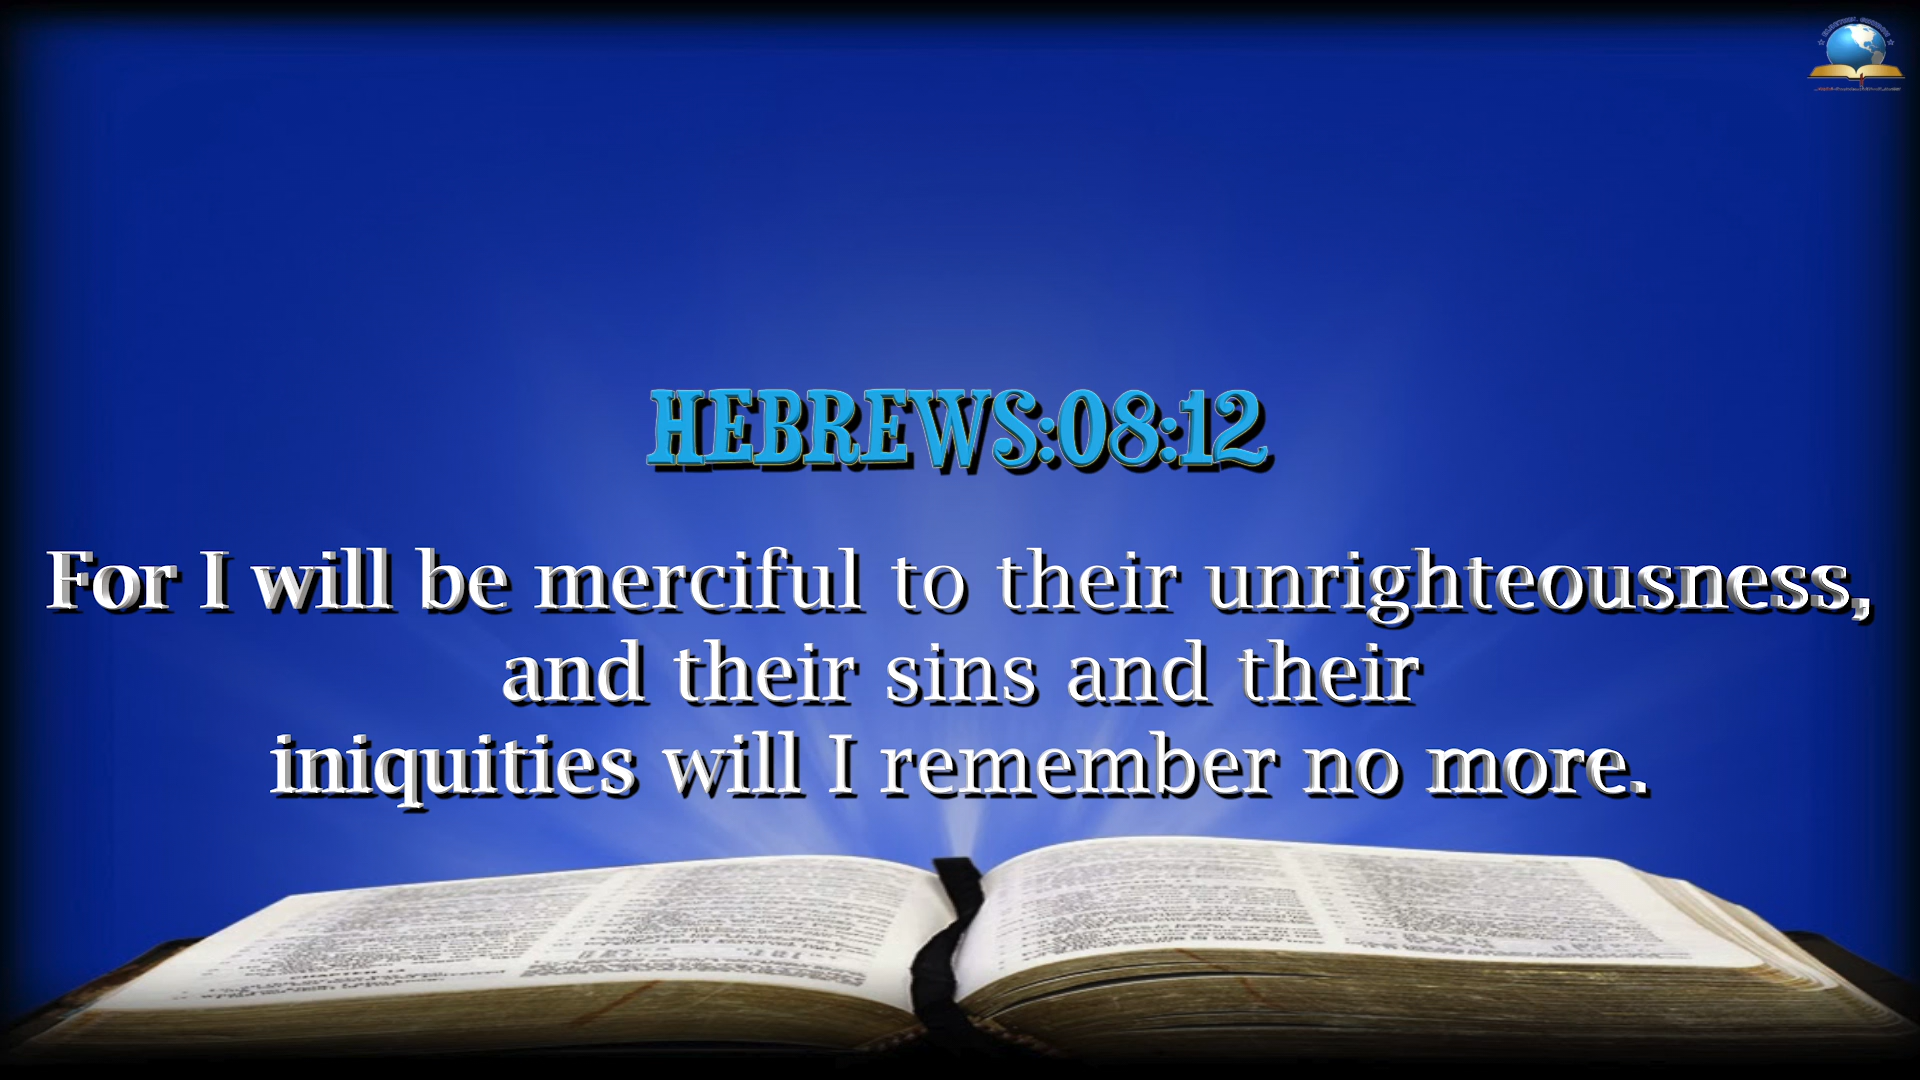 HEBREWS:08:12
For I will be merciful to their unrighteousness,
and their sins and their
iniquities will I remember no more.